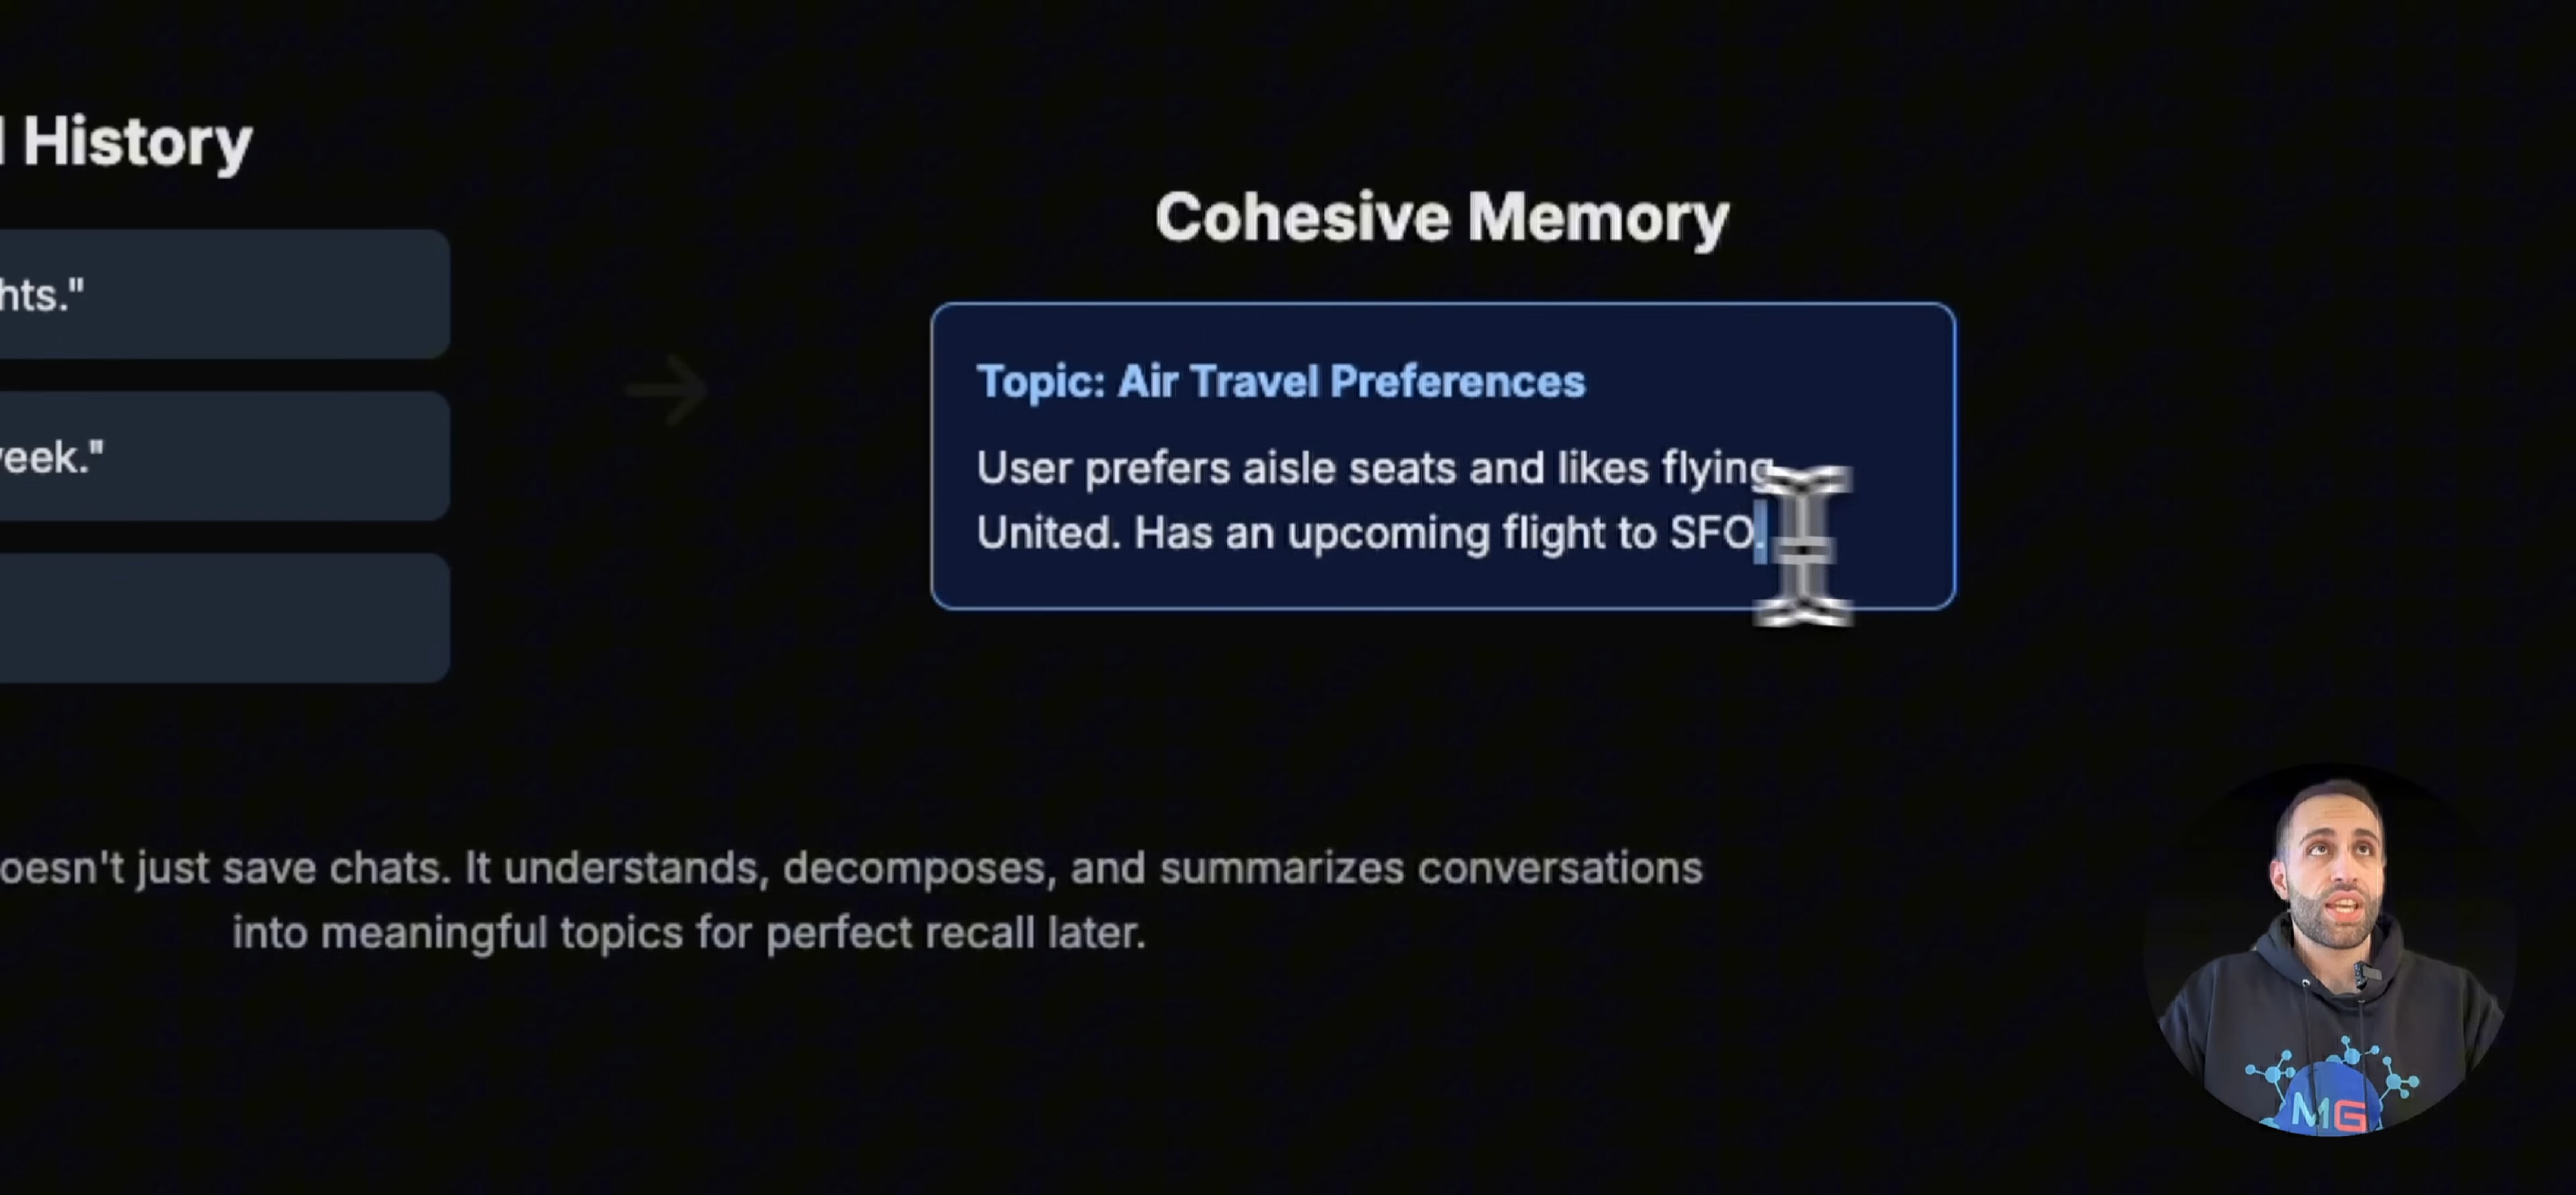 History
Cohesive Memory
hts."
Topic: Air Travel Preferences
eek."
User prefers aisle seats and likes flying
United. Has an upcoming flight to SFO.
oesn't just save chats. It understands, decomposes, and summarizes conversations
into meaningful topics for perfect recall later.
MG